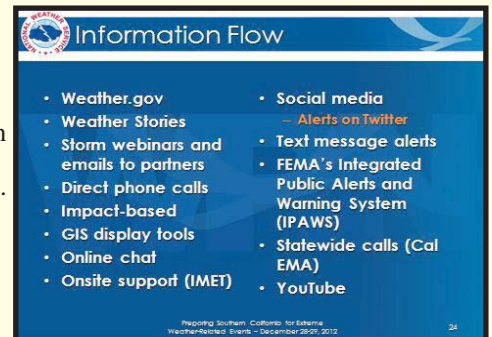 NATIONAL WEATHER SERVICE
Information Flow
• Weather.gov
• Weather Stories
• Storm webinars and
emails to partners
• Direct phone calls
• Impact-based
• GIS display tools
• Online chat
• Onsite support (IMET)
• Social media
– Alerts on Twitter
• Text message alerts
• FEMA's Integrated
Public Alerts and
Warning System
(IPAWS)
• Statewide calls (Cal
EMA)
• YouTube
Preparing Southern California for Extreme
Weather-Related Events – December 28-29, 2012
24